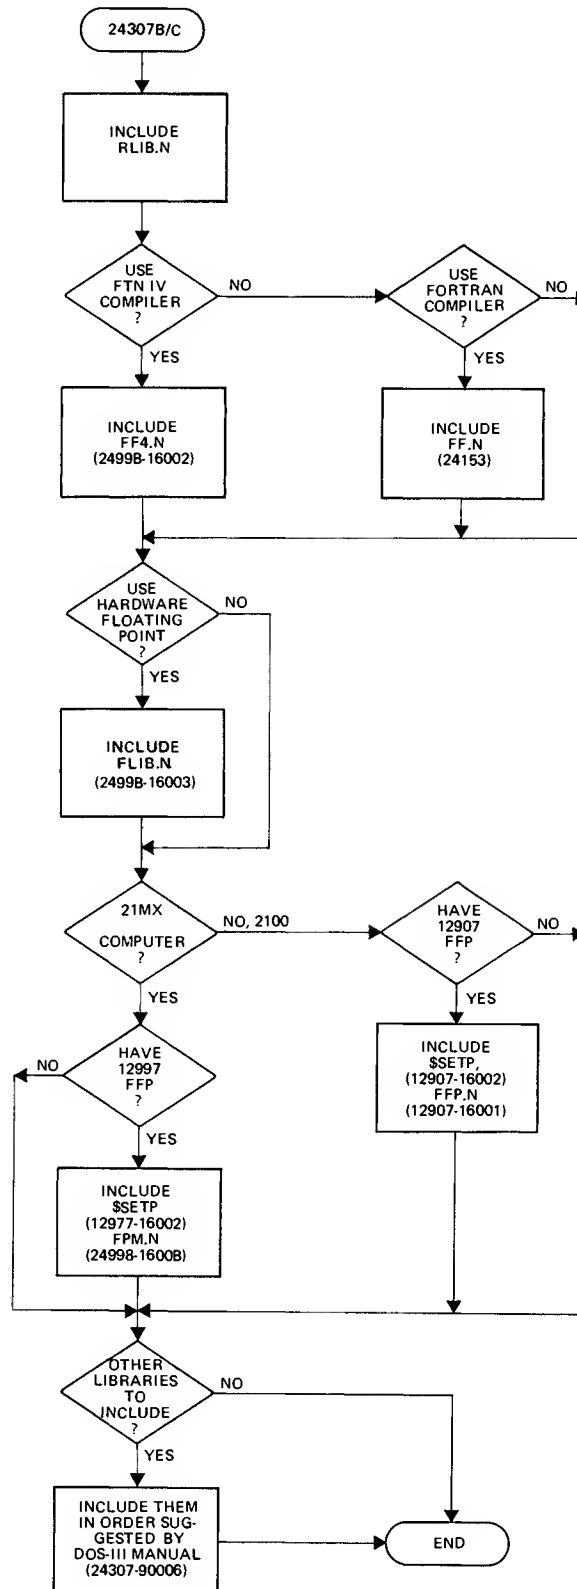 24307B/C
INCLUDE
RLIB.N
USE
FTN IV
COMPILER
?
NO
YES
USE
FORTRAN
COMPILER
?
NO
YES
INCLUDE
FF4.N
(2499B-16002)
INCLUDE
FF.N
(24153)
USE
HARDWARE
FLOATING
POINT
?
NO
YES
INCLUDE
FLIB.N
(2499B-16003)
21MX
COMPUTER
?
NO, 2100
YES
HAVE
12907
FFP
?
NO
YES
HAVE
12997
FFP
?
NO
YES
INCLUDE
$SETP,
(12907-16002)
FFP.N
(12907-16001)
INCLUDE
$SETP
(12977-16002)
FPM.N
(24998-1600B)
OTHER
LIBRARIES
TO
INCLUDE
?
NO
YES
INCLUDE THEM
IN ORDER SUG-
GESTED BY
DOS-III MANUAL
(24307-90006)
END